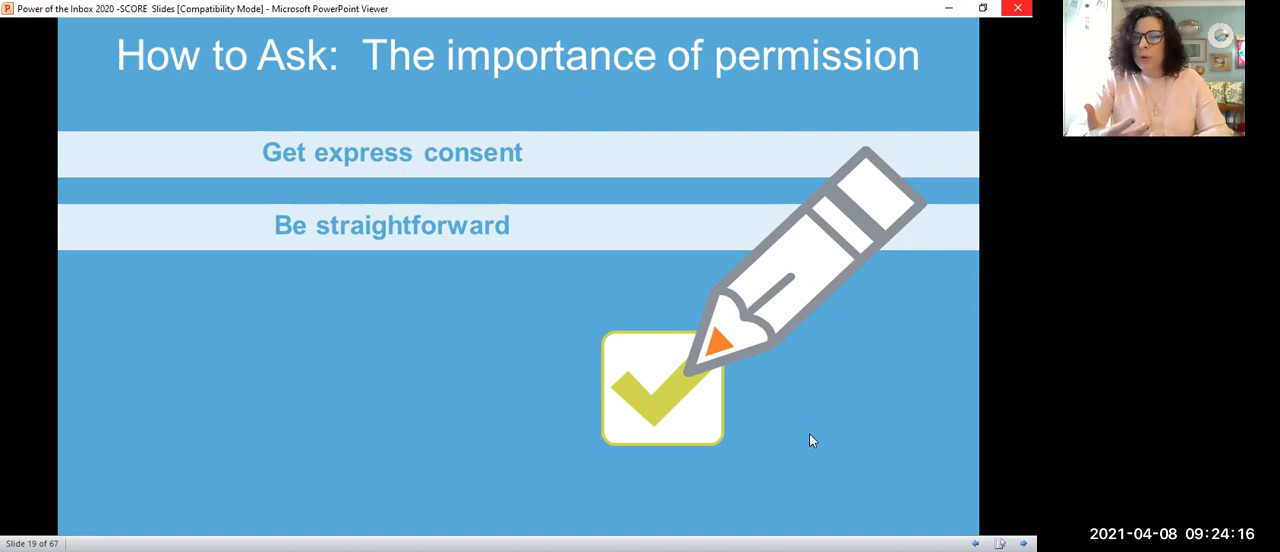 Power of the Inbox 2020 -SCORE Slides [Compatibility Mode] - Microsoft PowerPoint Viewer
How to Ask: The importance of permission
Get express consent
Be straightforward
Slide 19 of 67
2021-04-08 09:24:16